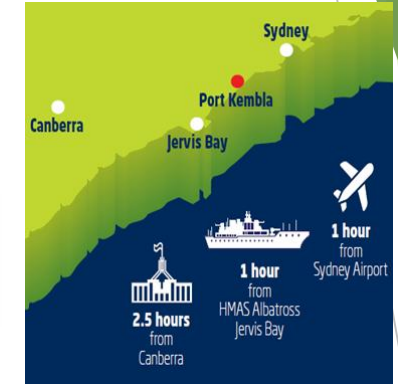 Sydney
Port Kembla
Canberra
Jervis Bay
1 hour
from
Sydney Airport
1 hour
from
HMAS Albatross
Jervis Bay
2.5 hours
from
Canberra